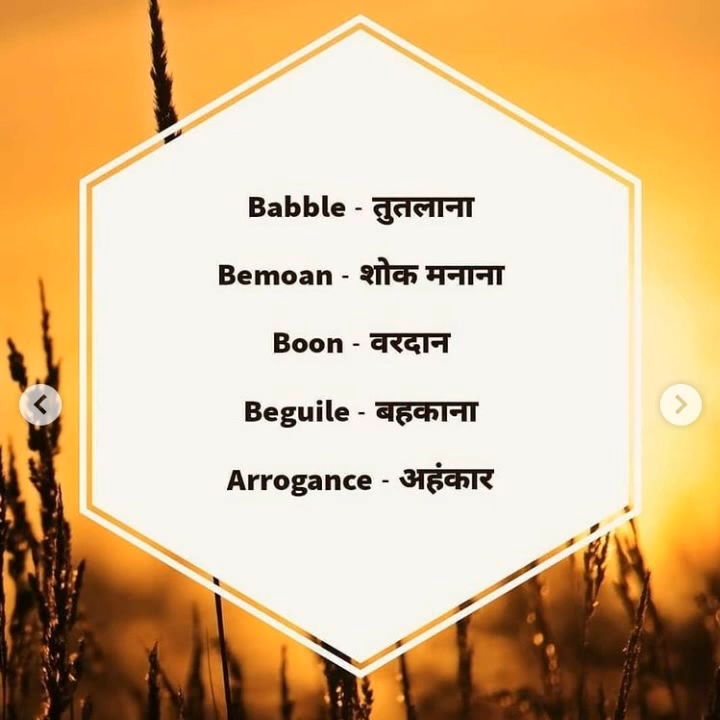 Babble - तुतलाना
Bemoan - शोक मनाना
Boon - वरदान
Beguile - बहकाना
Arrogance - अहंकार